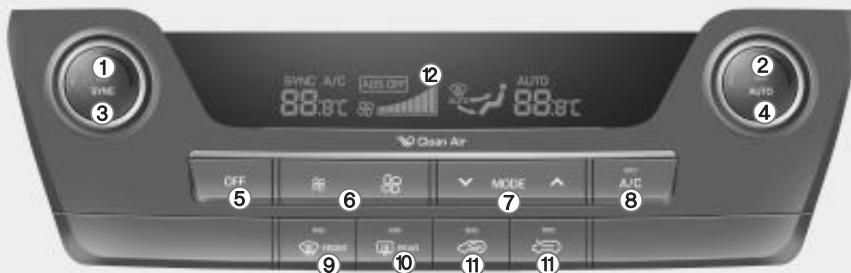 ① ②
SYNC AUTO
③ ④
SYNC A/C ADS OFF ⑫ AUTO
88.8°C 88.8°C
Clean Air
OFF MODE A/C
⑤ ⑥ ⑦ ⑧
FRONT REAR
⑨ ⑩ ⑪ ⑪